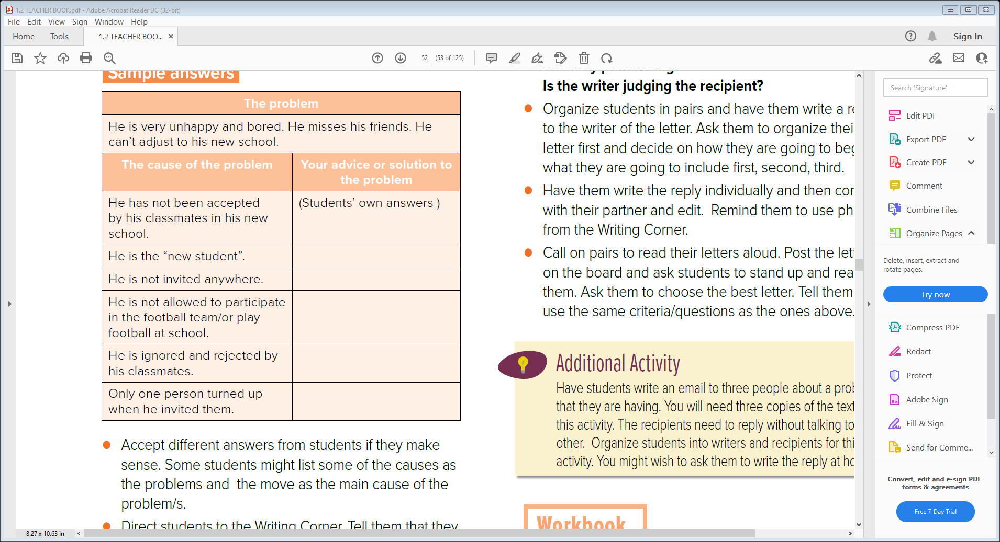 1.2 TEACHER BOOK.pdf - Adobe Acrobat Reader DC (32-bit)
File Edit View Sign Window Help
Home Tools 1.2 TEACHER BOO... × Sign In
52 (53 of 125)
Sample answers
The problem
He is very unhappy and bored. He misses his friends. He
can't adjust to his new school.
The cause of the problem
Your advice or solution to
the problem
He has not been accepted
by his classmates in his new
school.
(Students' own answers )
He is the “new student”.
He is not invited anywhere.
He is not allowed to participate
in the football team/or play
football at school.
He is ignored and rejected by
his classmates.
Only one person turned up
when he invited them.
Accept different answers from students if they make
sense. Some students might list some of the causes as
the problems and  the move as the main cause of the
problem/s.
Direct students to the Writing Corner. Tell them that they
Are they patronizing?
Is the writer judging the recipient?
Organize students in pairs and have them write a re
to the writer of the letter. Ask them to organize thei
letter first and decide on how they are going to beg
what they are going to include first, second, third.
Have them write the reply individually and then cor
with their partner and edit.  Remind them to use ph
from the Writing Corner.
Call on pairs to read their letters aloud. Post the lett
on the board and ask students to stand up and rea
them. Ask them to choose the best letter. Tell them
use the same criteria/questions as the ones above.
Additional Activity
Have students write an email to three people about a prob
that they are having. You will need three copies of the text
this activity. The recipients need to reply without talking to
other.  Organize students into writers and recipients for thi
activity. You might wish to ask them to write the reply at ho
Workbook
8.27 x 10.63 in
Search 'Signature'
Edit PDF
Export PDF
Create PDF
Comment
Combine Files
Organize Pages
Delete, insert, extract and
rotate pages.
Try now
Compress PDF
Redact
Protect
Adobe Sign
Fill & Sign
Send for Comme...
Convert, edit and e-sign PDF
forms & agreements
Free 7-Day Trial